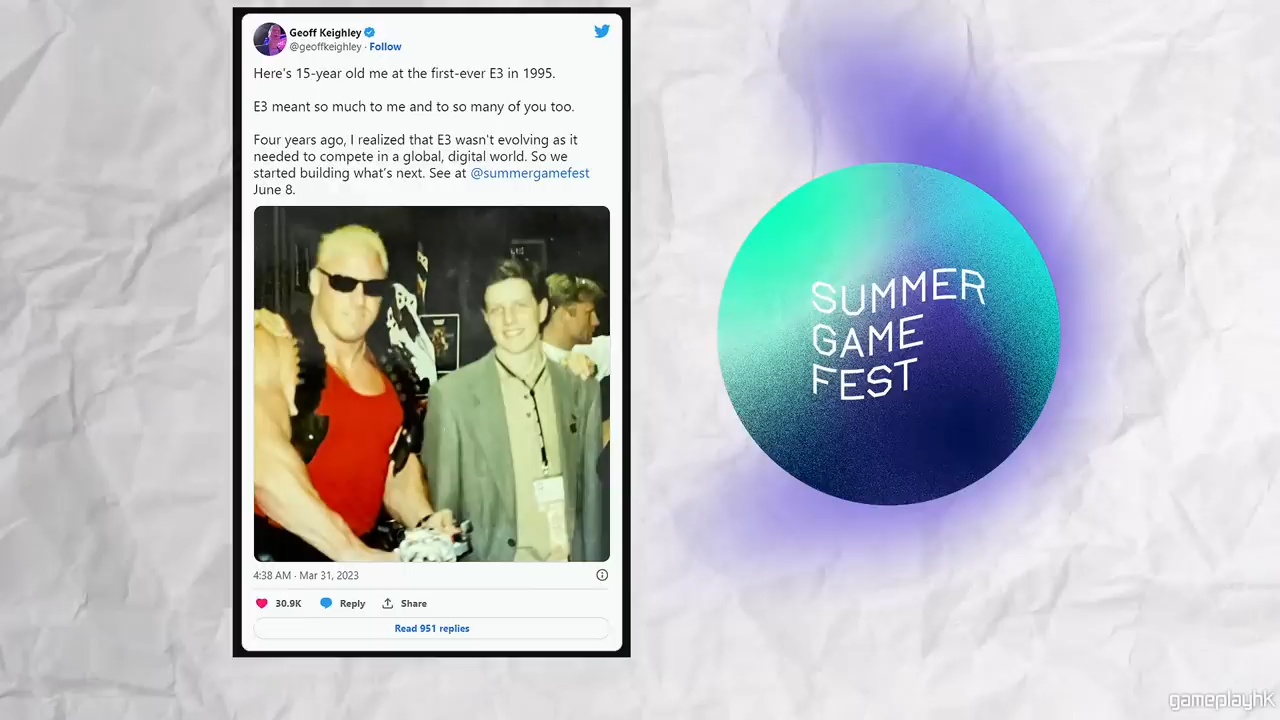 Geoff Keighley
@geoffkeighley · Follow
Here's 15-year old me at the first-ever E3 in 1995.
E3 meant so much to me and to so many of you too.
Four years ago, I realized that E3 wasn't evolving as it
needed to compete in a global, digital world. So we
started building what's next. See at @summergamefest
June 8.
4:38 AM · Mar 31, 2023
30.9K Reply Share
Read 951 replies
SUMMER
GAME
FEST
gameplayhk